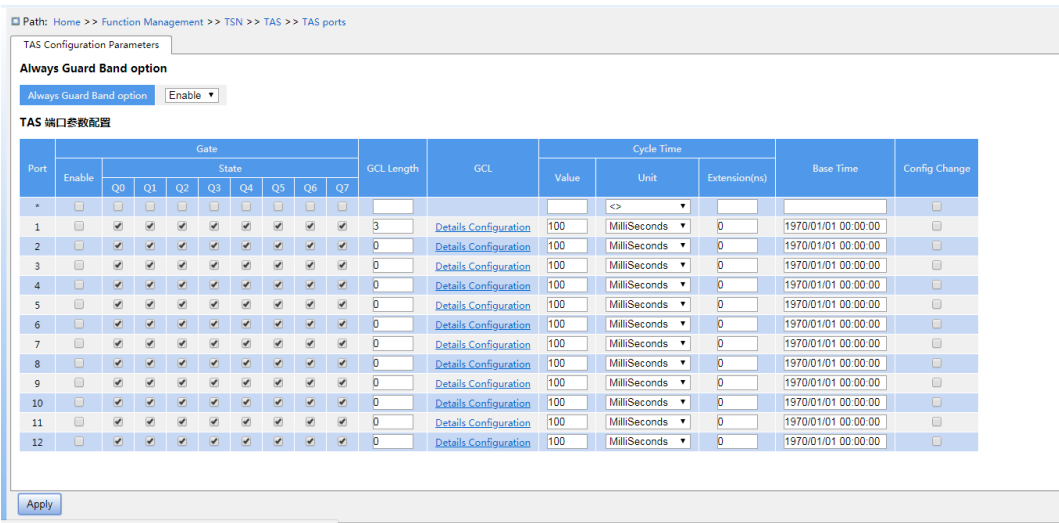 Path: Home >> Function Management >> TSN >> TAS >> TAS ports
TAS Configuration Parameters
Always Guard Band option
Always Guard Band option Enable
TAS 端口参数配置
Port Gate GCL Length GCL Cycle Time Base Time Config Change
Enable State Value Unit Extension(ns)
Q0 Q1 Q2 Q3 Q4 Q5 Q6 Q7
* <>
1 3 Details Configuration 100 MilliSeconds 0 1970/01/01 00:00:00
2 0 Details Configuration 100 MilliSeconds 0 1970/01/01 00:00:00
3 0 Details Configuration 100 MilliSeconds 0 1970/01/01 00:00:00
4 0 Details Configuration 100 MilliSeconds 0 1970/01/01 00:00:00
5 0 Details Configuration 100 MilliSeconds 0 1970/01/01 00:00:00
6 0 Details Configuration 100 MilliSeconds 0 1970/01/01 00:00:00
7 0 Details Configuration 100 MilliSeconds 0 1970/01/01 00:00:00
8 0 Details Configuration 100 MilliSeconds 0 1970/01/01 00:00:00
9 0 Details Configuration 100 MilliSeconds 0 1970/01/01 00:00:00
10 0 Details Configuration 100 MilliSeconds 0 1970/01/01 00:00:00
11 0 Details Configuration 100 MilliSeconds 0 1970/01/01 00:00:00
12 0 Details Configuration 100 MilliSeconds 0 1970/01/01 00:00:00
Apply